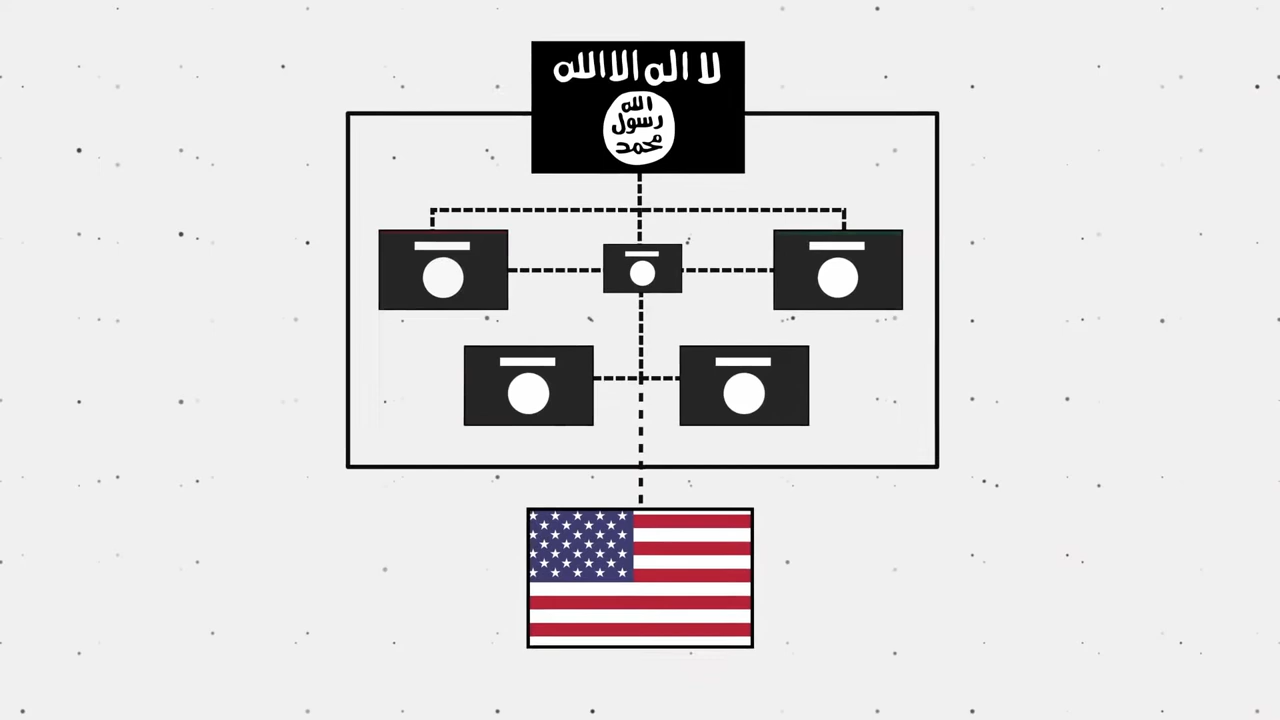 لا اله الا الله
الله
رسول
محمد